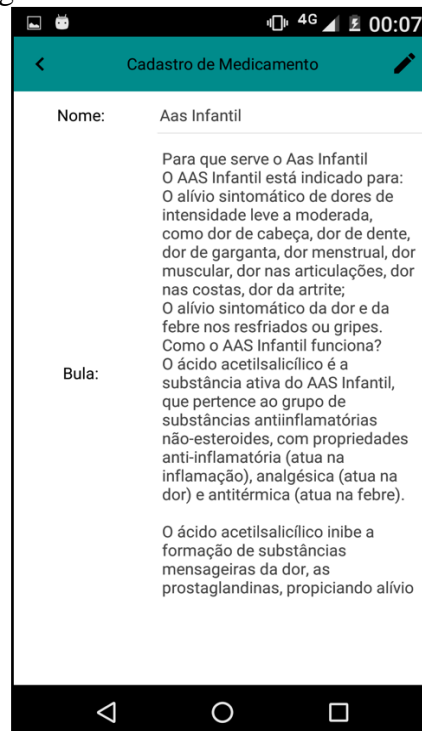 4G 00:07
Cadastro de Medicamento
Nome: Aas Infantil
Para que serve o Aas Infantil
O AAS Infantil está indicado para:
O alívio sintomático de dores de
intensidade leve a moderada,
como dor de cabeça, dor de dente,
dor de garganta, dor menstrual, dor
muscular, dor nas articulações, dor
nas costas, dor da artrite;
O alívio sintomático da dor e da
febre nos resfriados ou gripes.
Como o AAS Infantil funciona?
Bula:
O ácido acetilsalicílico é a
substância ativa do AAS Infantil,
que pertence ao grupo de
substâncias antiinflamatórias
não-esteroides, com propriedades
anti-inflamatória (atua na
inflamação), analgésica (atua na
dor) e antitérmica (atua na febre).
O ácido acetilsalicílico inibe a
formação de substâncias
mensageiras da dor, as
prostaglandinas, propiciando alívio